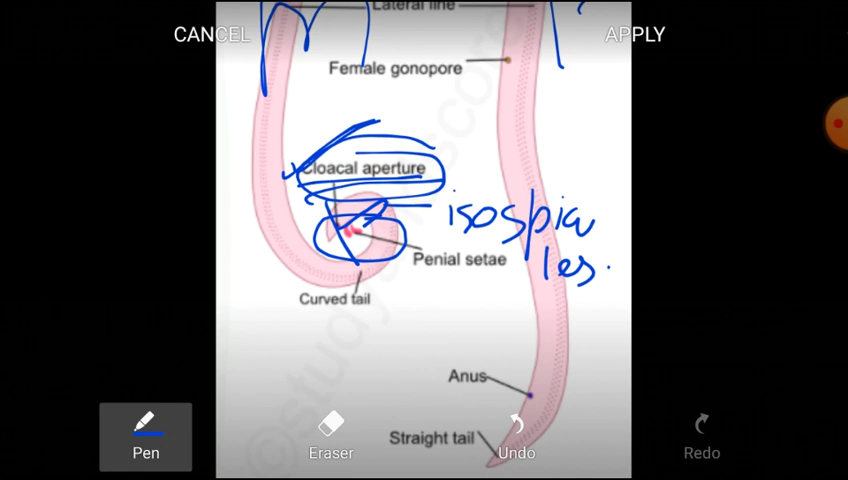 Lateral line
CANCEL
APPLY
Female gonopore
Cloacal aperture
isospicu
les.
Penial setae
Curved tail
Anus
Straight tail
Pen
Eraser
Undo
Redo